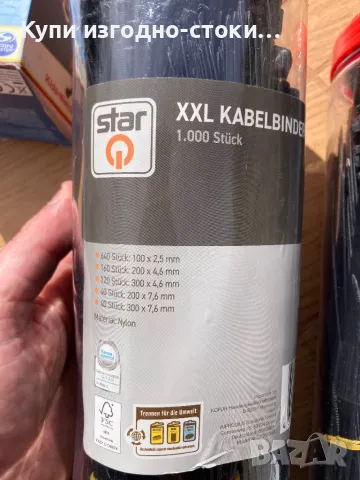 Купи изгодно-стоки...
star
Q
XXL KABELBINDE
1.000 Stück
640 Stück: 100 x 2,5 mm
160 Stück: 200 x 4,6 mm
120 Stück: 300 x 4,6 mm
40 Stück: 200 x 7,6 mm
40 Stück: 300 x 7,6 mm
Material: Nylon
FSC
Trennen für die Umwelt
BAZAR